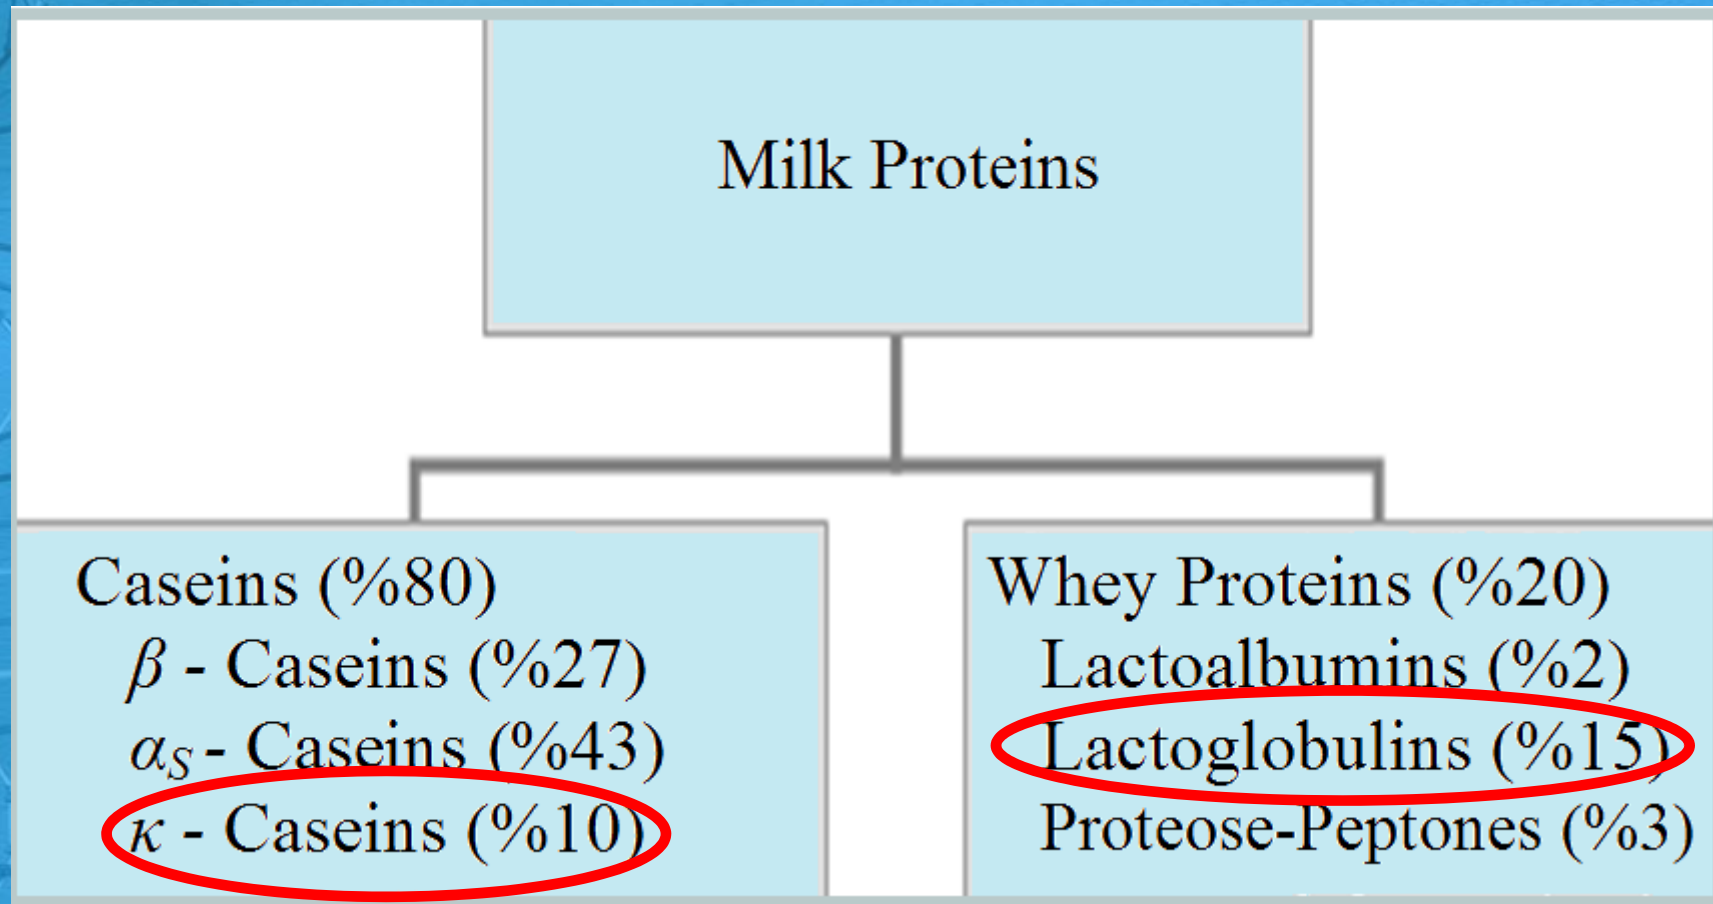 Milk Proteins
Caseins (%80)
β - Caseins (%27)
αS - Caseins (%43)
κ - Caseins (%10)
Whey Proteins (%20)
Lactoalbumins (%2)
Lactoglobulins (%15)
Proteose-Peptones (%3)